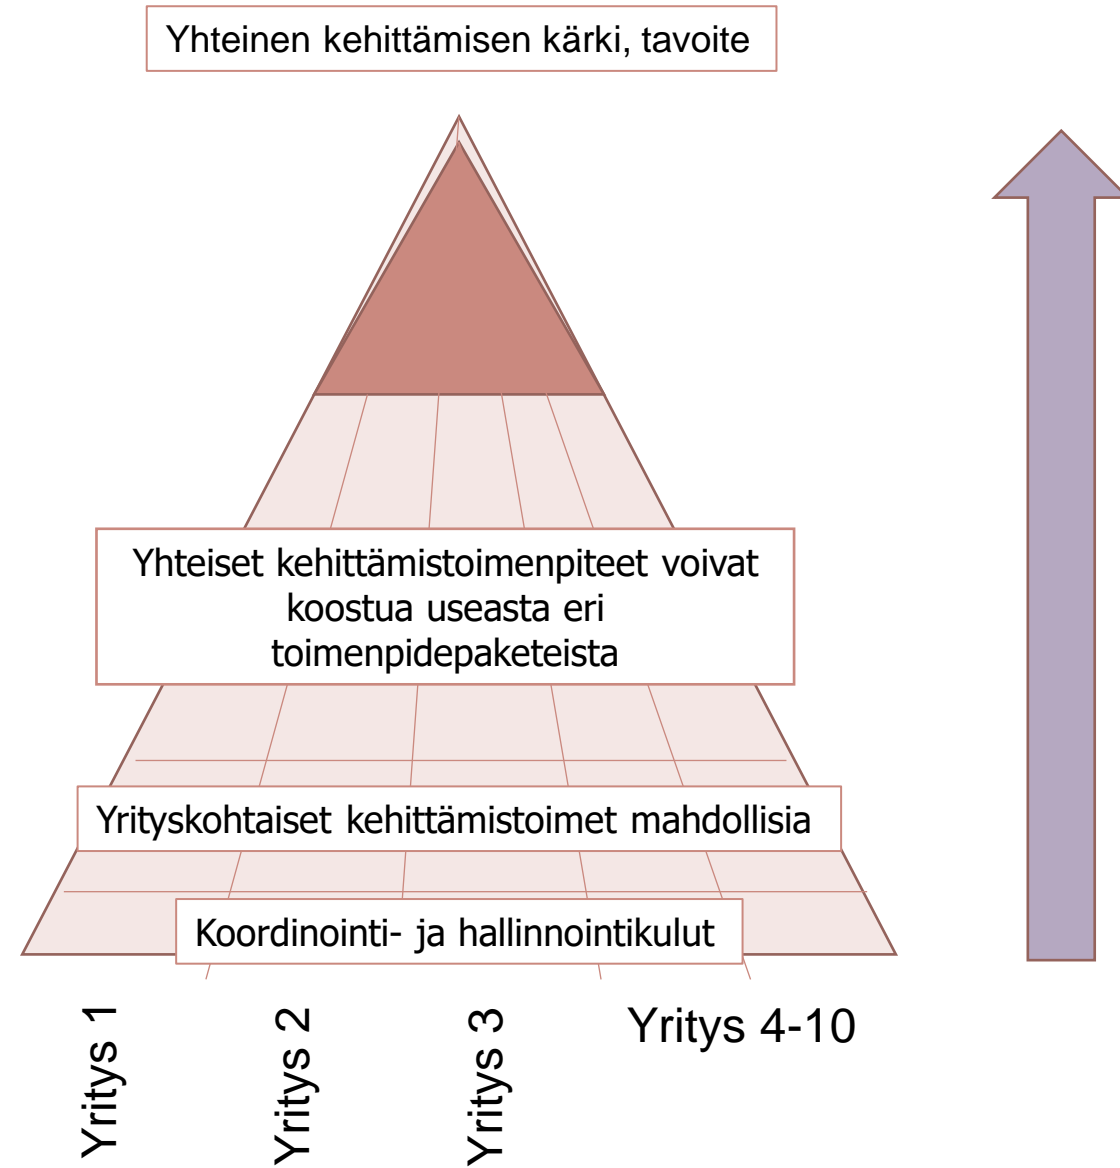 Yhteinen kehittämisen kärki, tavoite
Yhteiset kehittämistoimenpiteet voivat
koostua useasta eri
toimenpidepaketeista
Yrityskohtaiset kehittämistoimet mahdollisia
Koordinointi- ja hallinnointikulut
Yritys 1
Yritys 2
Yritys 3
Yritys 4-10